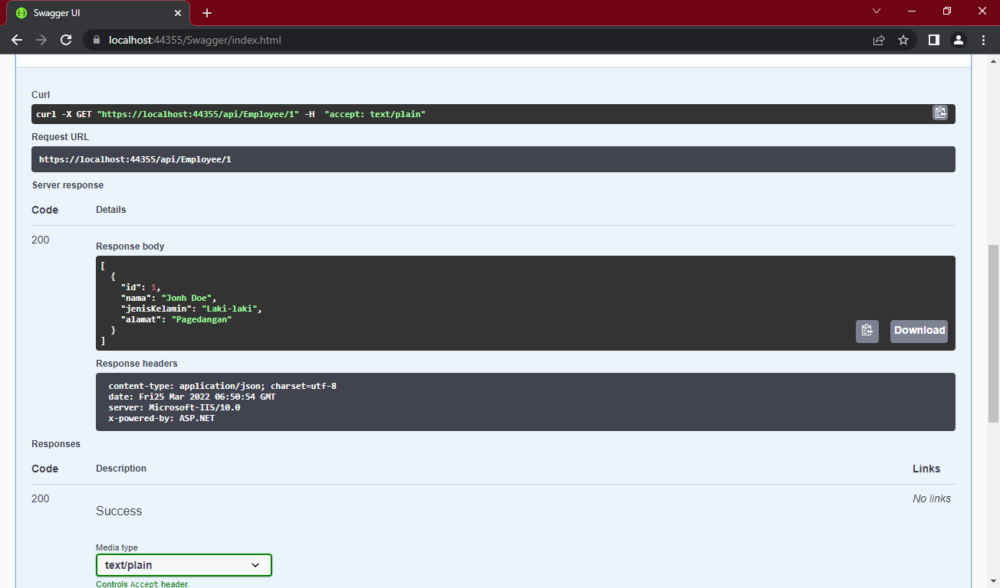 Swagger UI
localhost:44355/Swagger/index.html
Curl
curl -X GET "https://localhost:44355/api/Employee/1" -H  "accept: text/plain"
Request URL
https://localhost:44355/api/Employee/1
Server response
Code Details
200
Response body
[
  {
    "id": 1,
    "nama": "Jonh Doe",
    "jenisKelamin": "Laki-laki",
    "alamat": "Pagedangan"
  }
]
Download
Response headers
content-type: application/json; charset=utf-8
date: Fri25 Mar 2022 06:50:54 GMT
server: Microsoft-IIS/10.0
x-powered-by: ASP.NET
Responses
Code Description Links
200 No links
Success
Media type
text/plain
Controls Accept header.